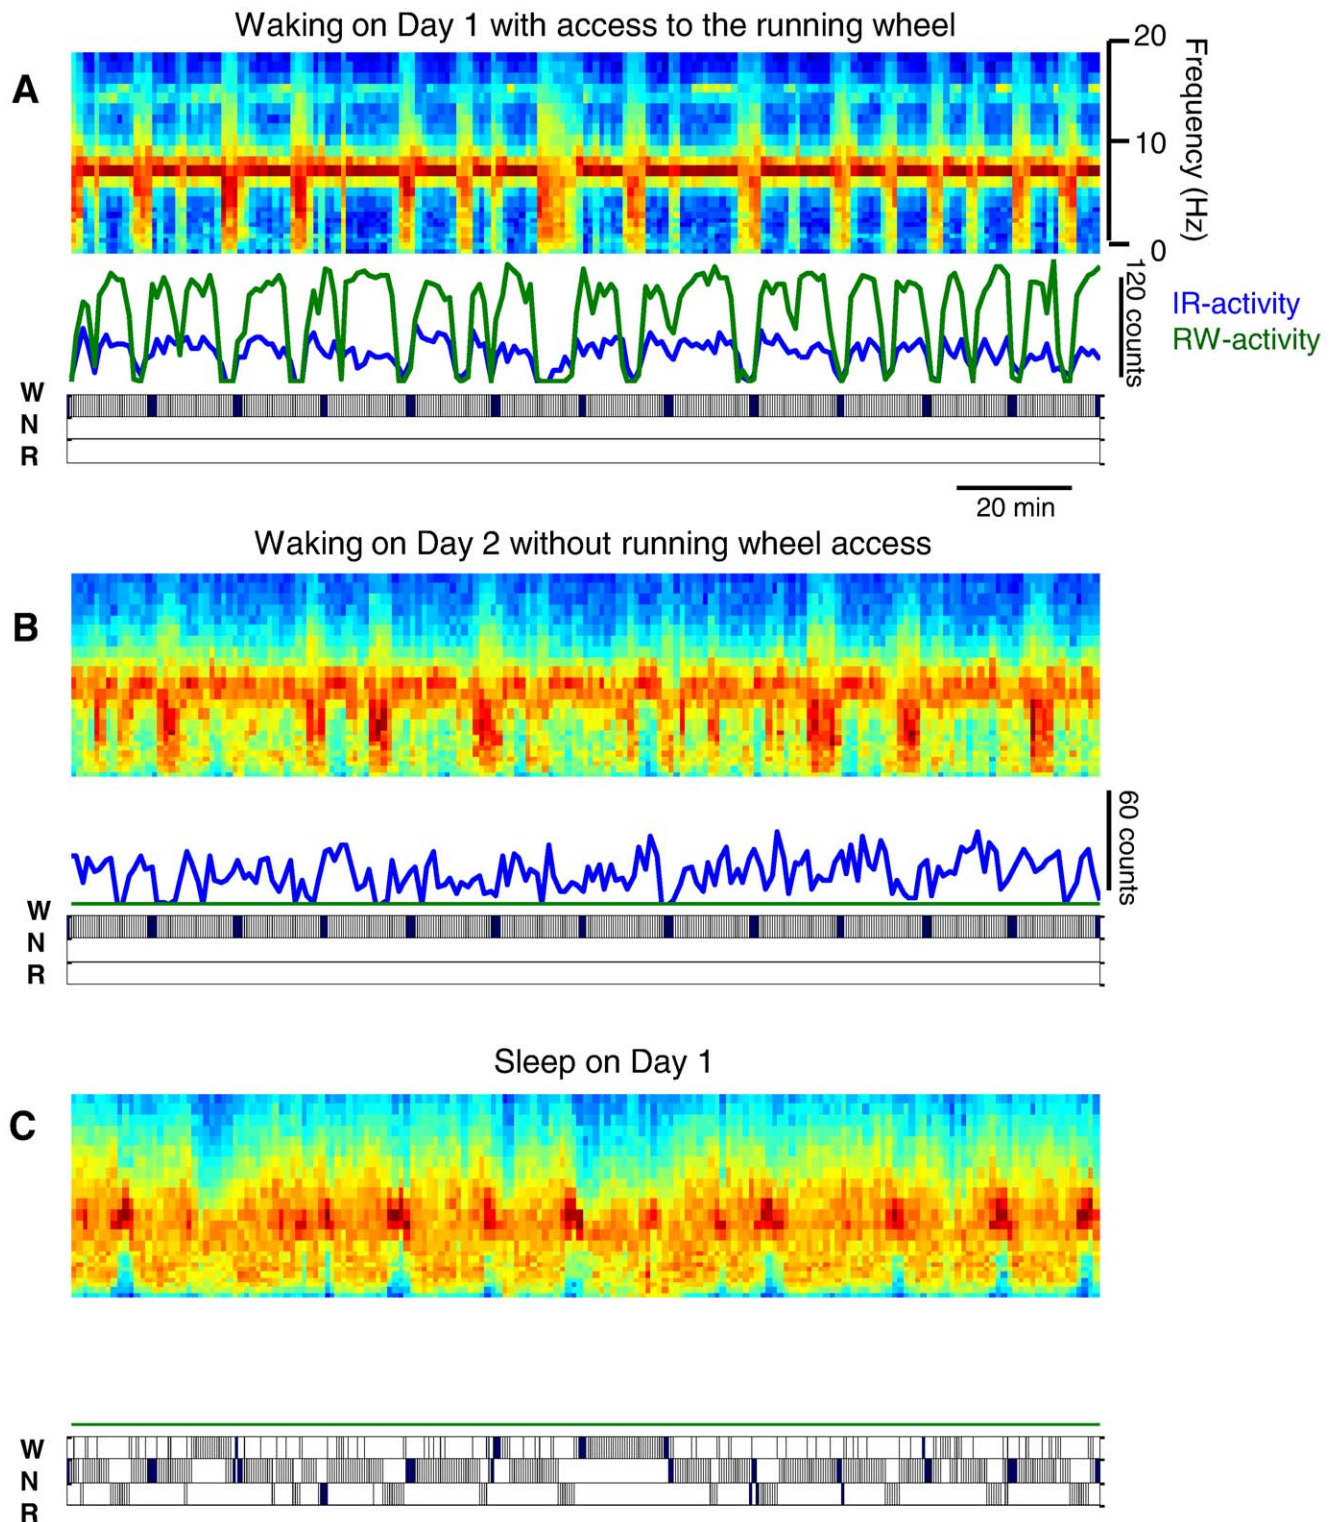 Waking on Day 1 with access to the running wheel
A
20
10
0
Frequency (Hz)
120 counts
IR-activity
RW-activity
W
N
R
20 min
Waking on Day 2 without running wheel access
B
60 counts
W
N
R
Sleep on Day 1
C
W
N
R